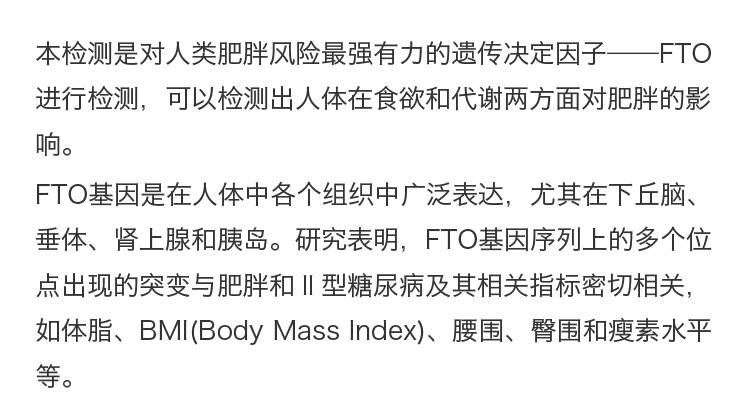 本检测是对人类肥胖风险最强有力的遗传决定因子——FTO
进行检测，可以检测出人体在食欲和代谢两方面对肥胖的影
响。
FTO基因是在人体中各个组织中广泛表达，尤其在下丘脑、
垂体、肾上腺和胰岛。研究表明，FTO基因序列上的多个位
点出现的突变与肥胖和 II 型糖尿病及其相关指标密切相关，
如体脂、BMI(Body Mass Index)、腰围、臀围和瘦素水平
等。